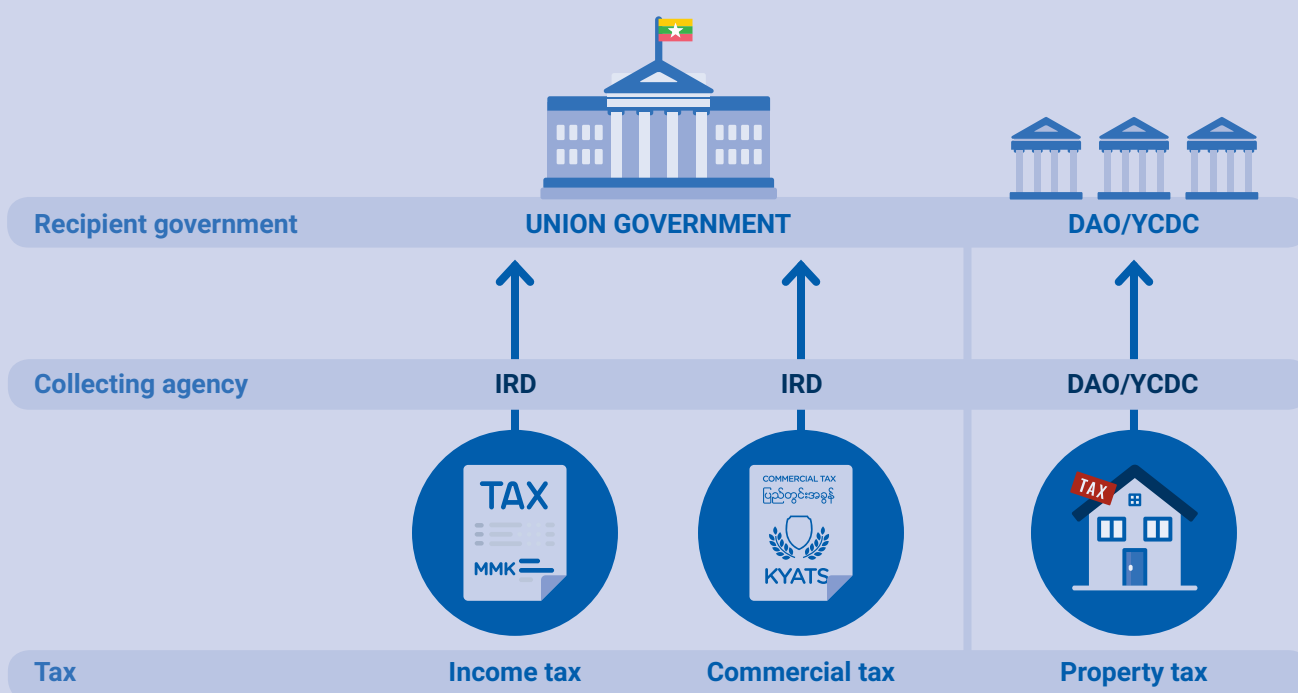 Recipient government UNION GOVERNMENT DAO/YCDC
Collecting agency IRD IRD DAO/YCDC
TAX
MMK
COMMERCIAL TAX
ပြည်တွင်းအခွန်
KYATS
TAX
Tax Income tax Commercial tax Property tax